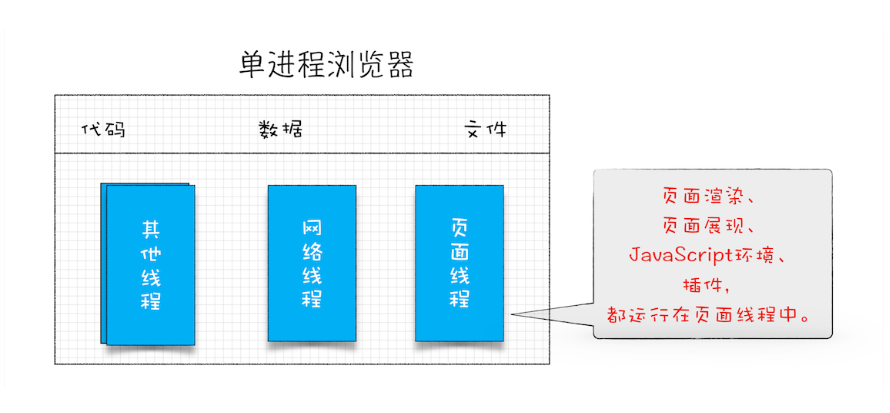 单进程浏览器
代码
数据
文件
其他线程
网络线程
页面线程
页面渲染、
页面展现、
JavaScript环境、
插件,
都运行在页面线程中。